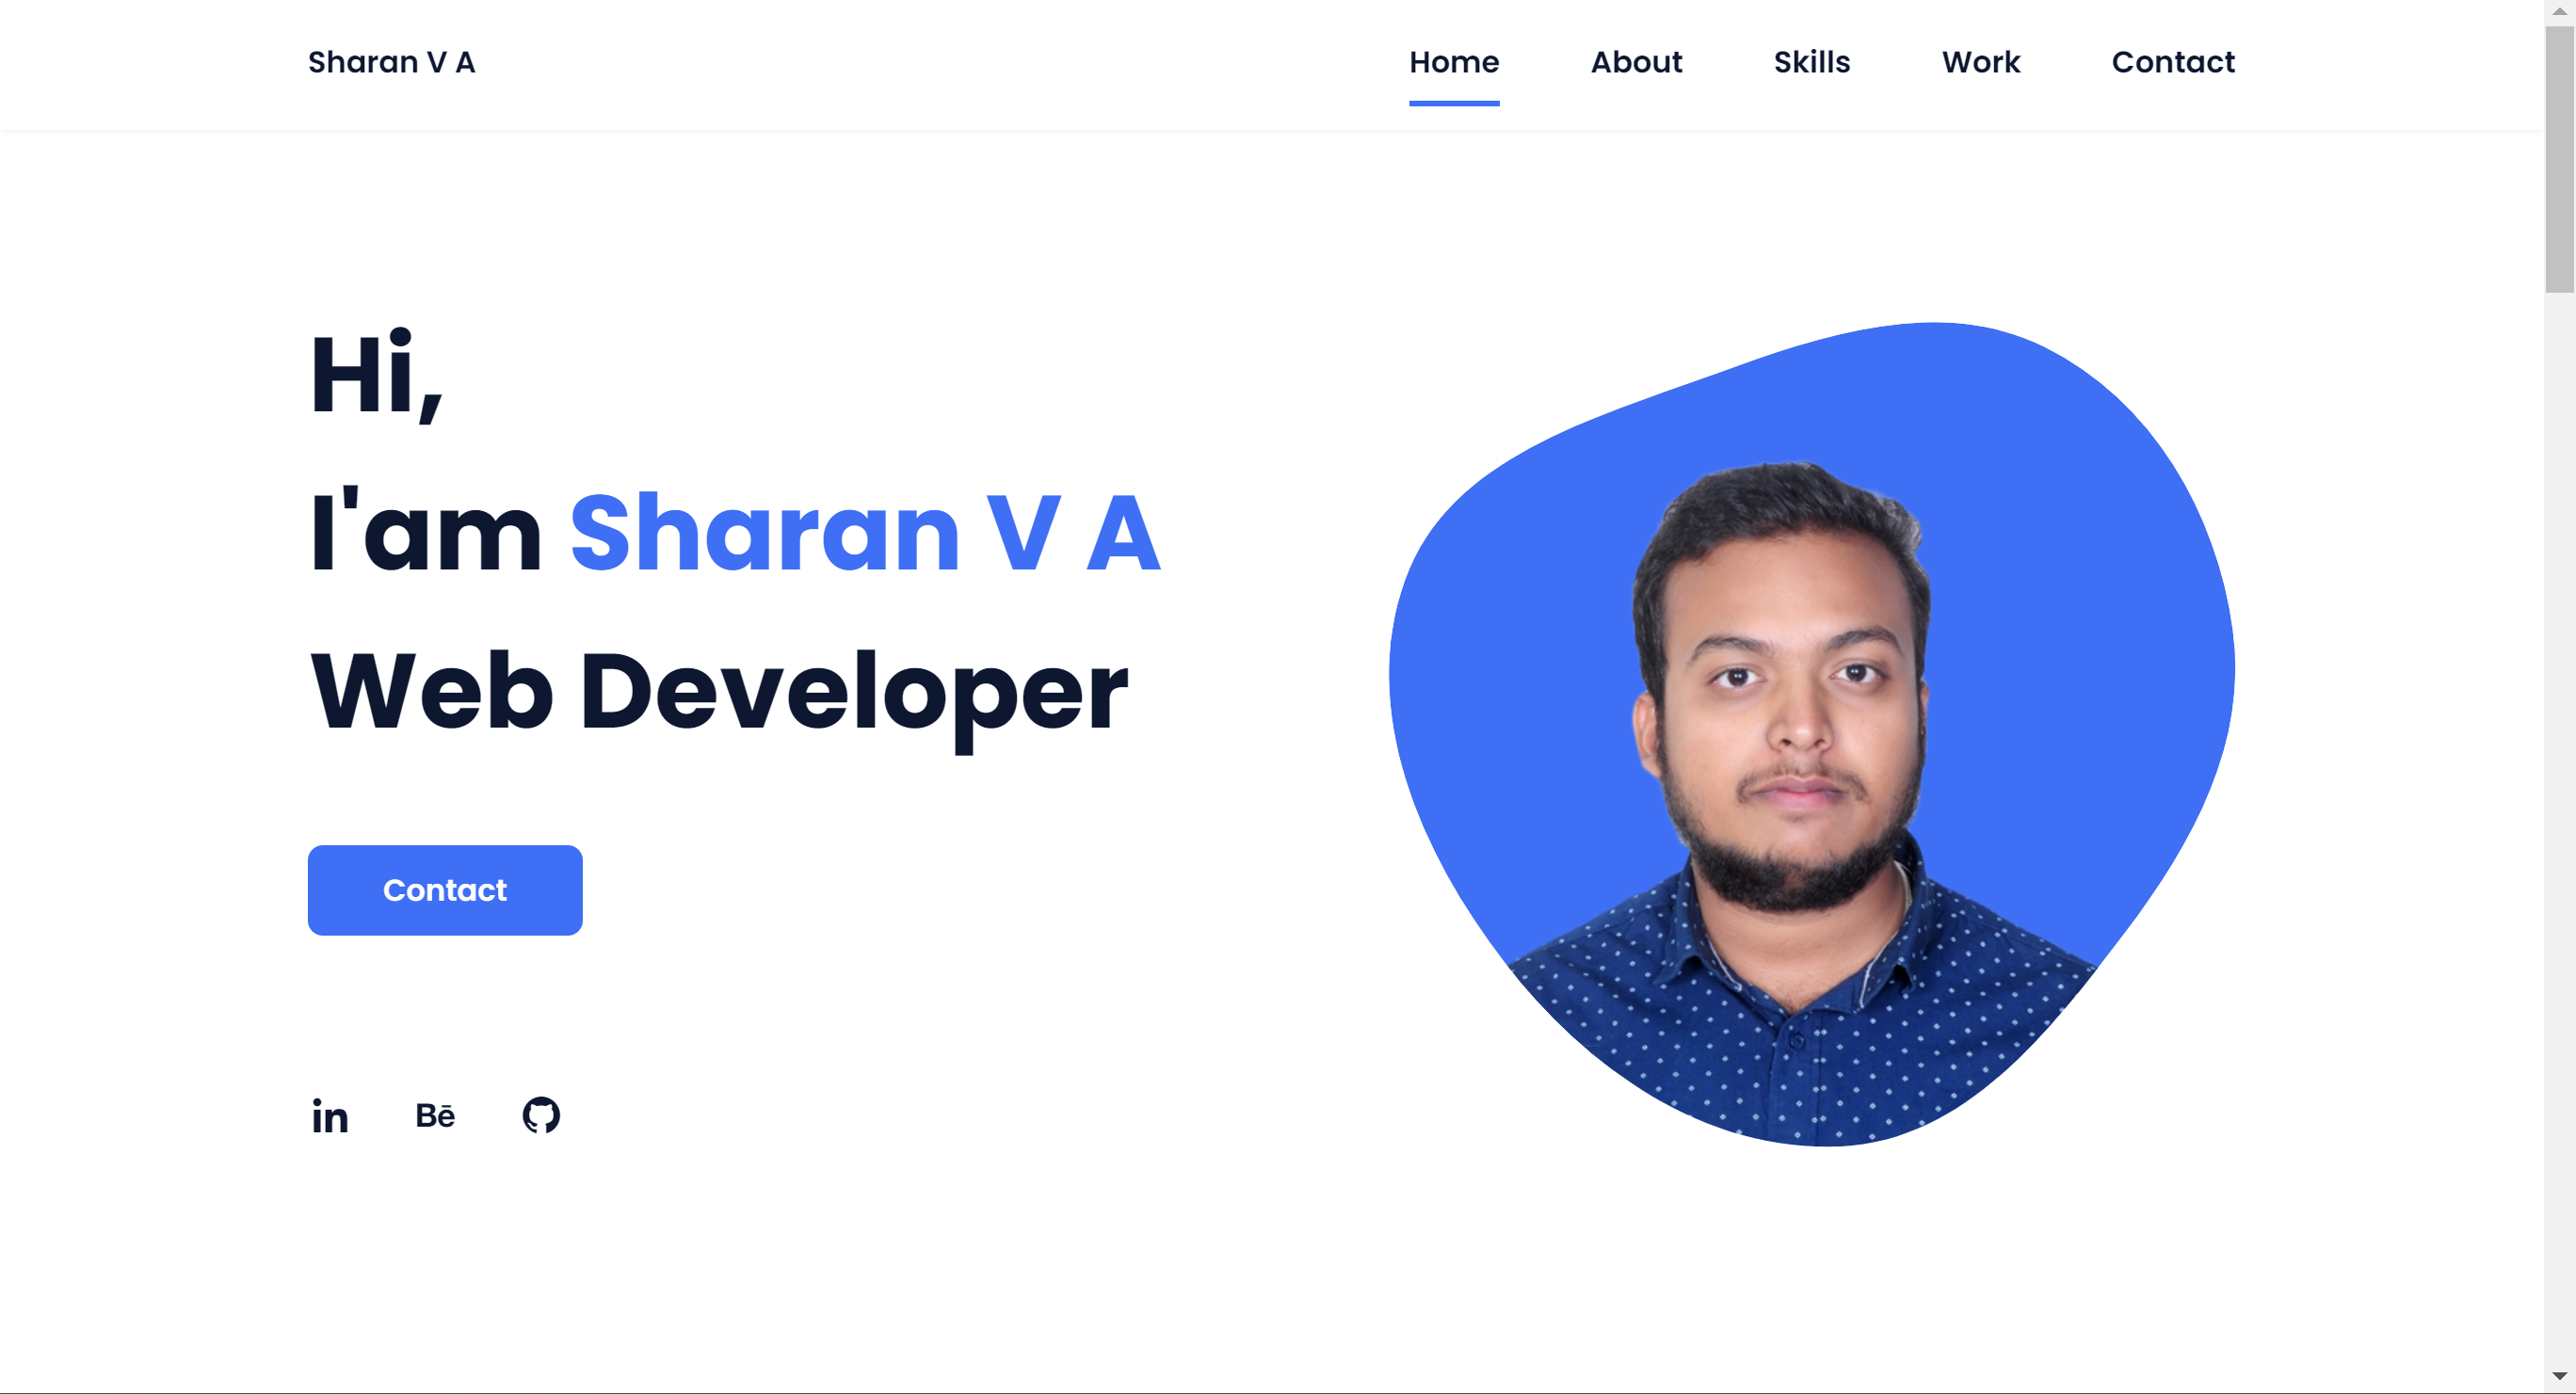 Sharan V A
Home About Skills Work Contact
Hi,
I'am Sharan V A
Web Developer
Contact
in Bē